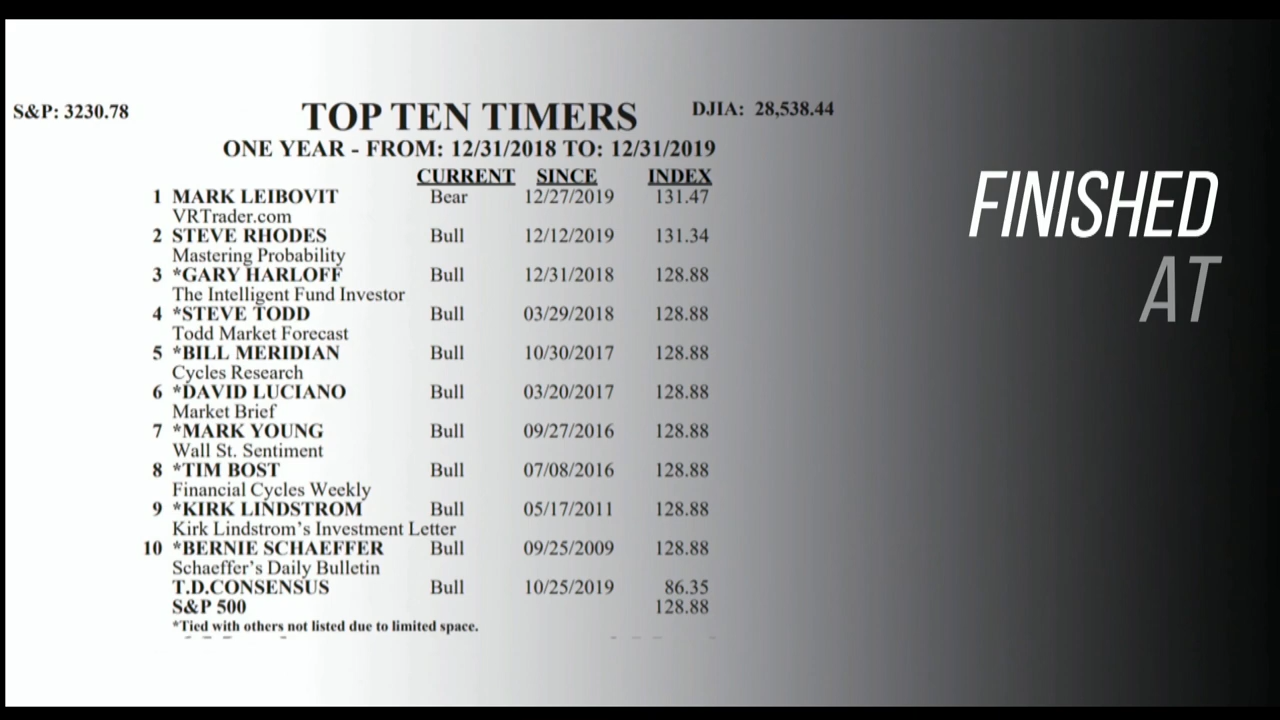 S&P: 3230.78
TOP TEN TIMERS
DJIA: 28,538.44
ONE YEAR - FROM: 12/31/2018 TO: 12/31/2019
CURRENT SINCE INDEX
1 MARK LEIBOVIT Bear 12/27/2019 131.47
VRTrader.com
2 STEVE RHODES Bull 12/12/2019 131.34
Mastering Probability
3 *GARY HARLOFF Bull 12/31/2018 128.88
The Intelligent Fund Investor
4 *STEVE TODD Bull 03/29/2018 128.88
Todd Market Forecast
5 *BILL MERIDIAN Bull 10/30/2017 128.88
Cycles Research
6 *DAVID LUCIANO Bull 03/20/2017 128.88
Market Brief
7 *MARK YOUNG Bull 09/27/2016 128.88
Wall St. Sentiment
8 *TIM BOST Bull 07/08/2016 128.88
Financial Cycles Weekly
9 *KIRK LINDSTROM Bull 05/17/2011 128.88
Kirk Lindstrom's Investment Letter
10 *BERNIE SCHAEFFER Bull 09/25/2009 128.88
Schaeffer's Daily Bulletin
T.D.CONSENSUS Bull 10/25/2019 86.35
S&P 500 128.88
*Tied with others not listed due to limited space.
FINISHED
AT